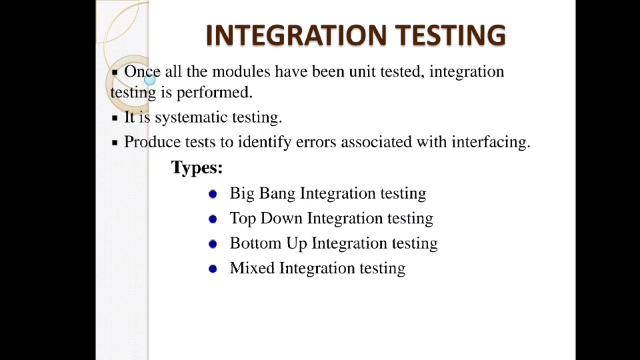 INTEGRATION TESTING
▪ Once all the modules have been unit tested, integration
testing is performed.
▪ It is systematic testing.
▪ Produce tests to identify errors associated with interfacing.
Types:
● Big Bang Integration testing
● Top Down Integration testing
● Bottom Up Integration testing
● Mixed Integration testing